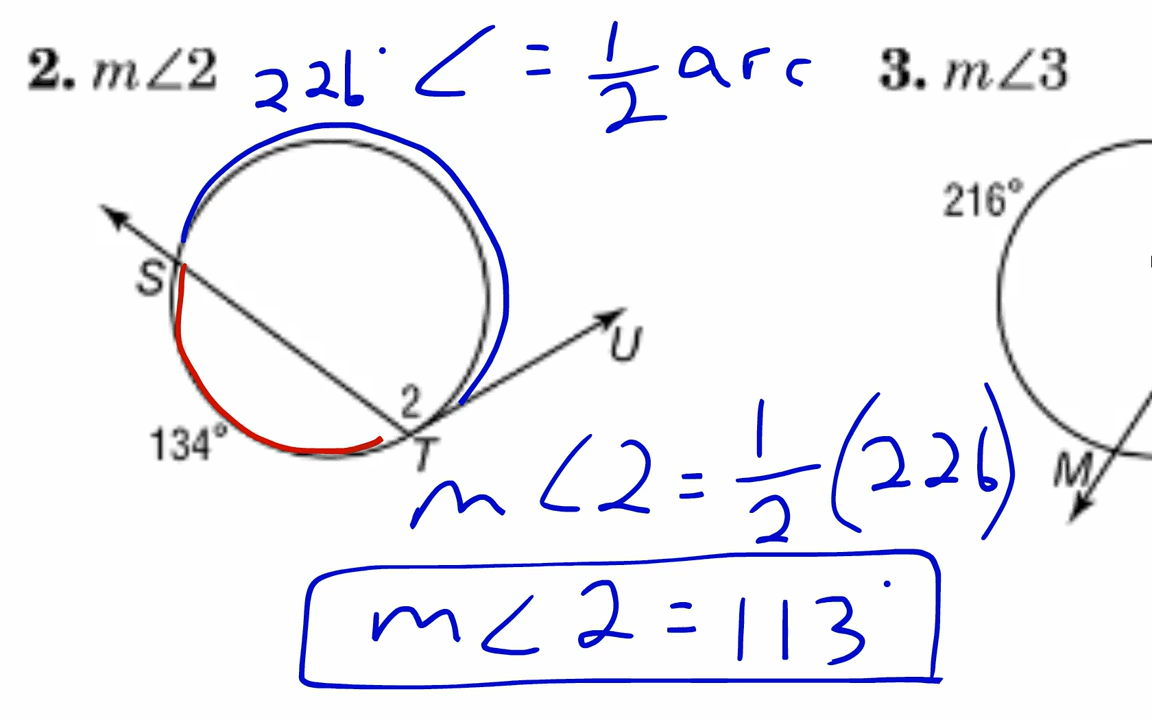 2. m∠2 226° ∠ = 1/2 arc 3. m∠3
216°
S
U
2
134°
T
M
m∠2 = 1/2 (226)
m∠2 = 113°